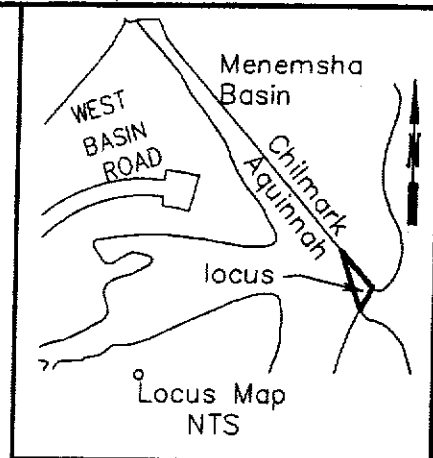 Menemsha
Basin
WEST
BASIN
ROAD
Chilmark
Aquinnah
N
locus
Locus Map
NTS